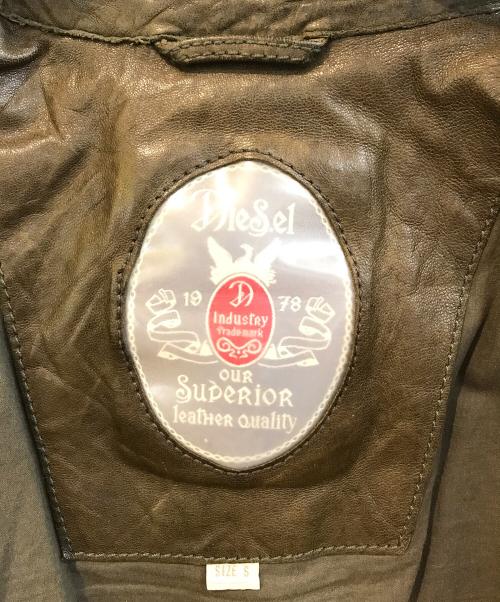 DIeSel
19 78
D
Industry
Trademark
OUR
SUPERIOR
leatHer Quality
SIZE S